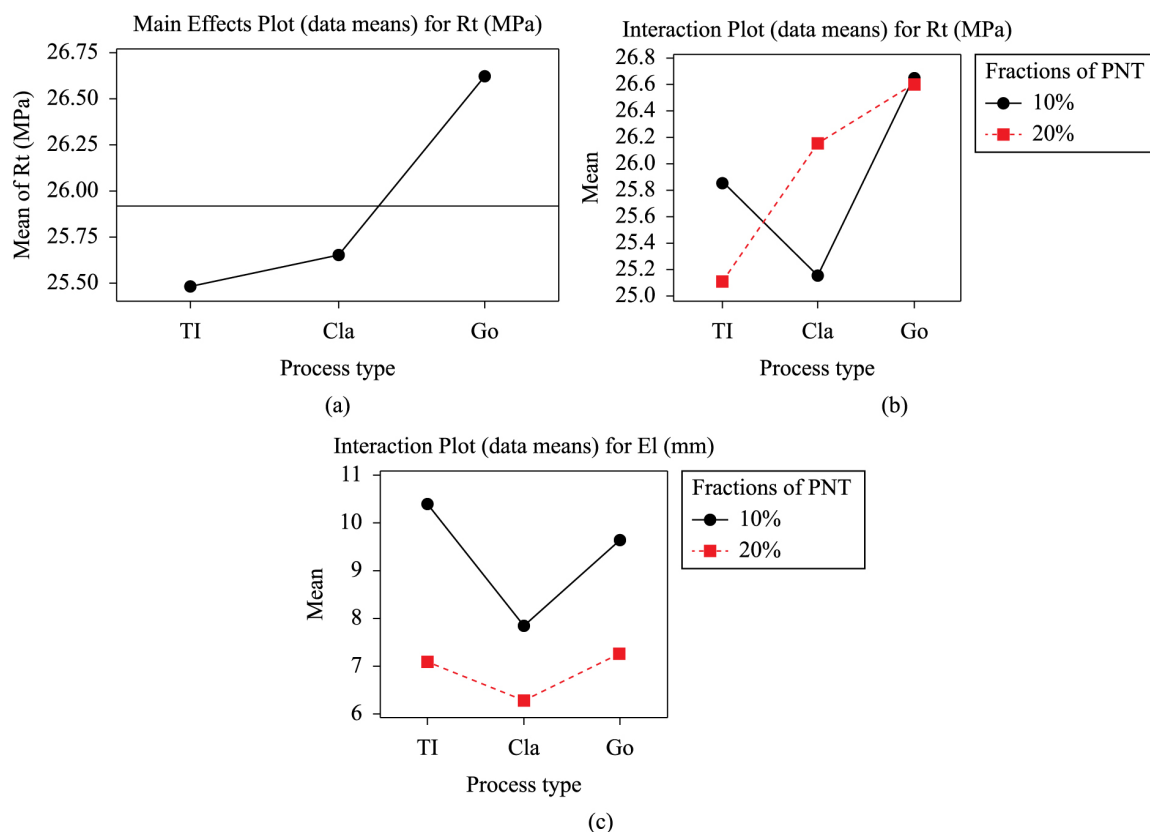 Main Effects Plot (data means) for Rt (MPa)
Mean of Rt (MPa)
26.75
26.50
26.25
26.00
25.75
25.50
TI Cla Go
Process type
(a)
Interaction Plot (data means) for Rt (MPa)
Mean
26.8
26.6
26.4
26.2
26.0
25.8
25.6
25.4
25.2
25.0
TI Cla Go
Process type
(b)
Fractions of PNT
10%
20%
Interaction Plot (data means) for El (mm)
Mean
11
10
9
8
7
6
TI Cla Go
Process type
(c)
Fractions of PNT
10%
20%